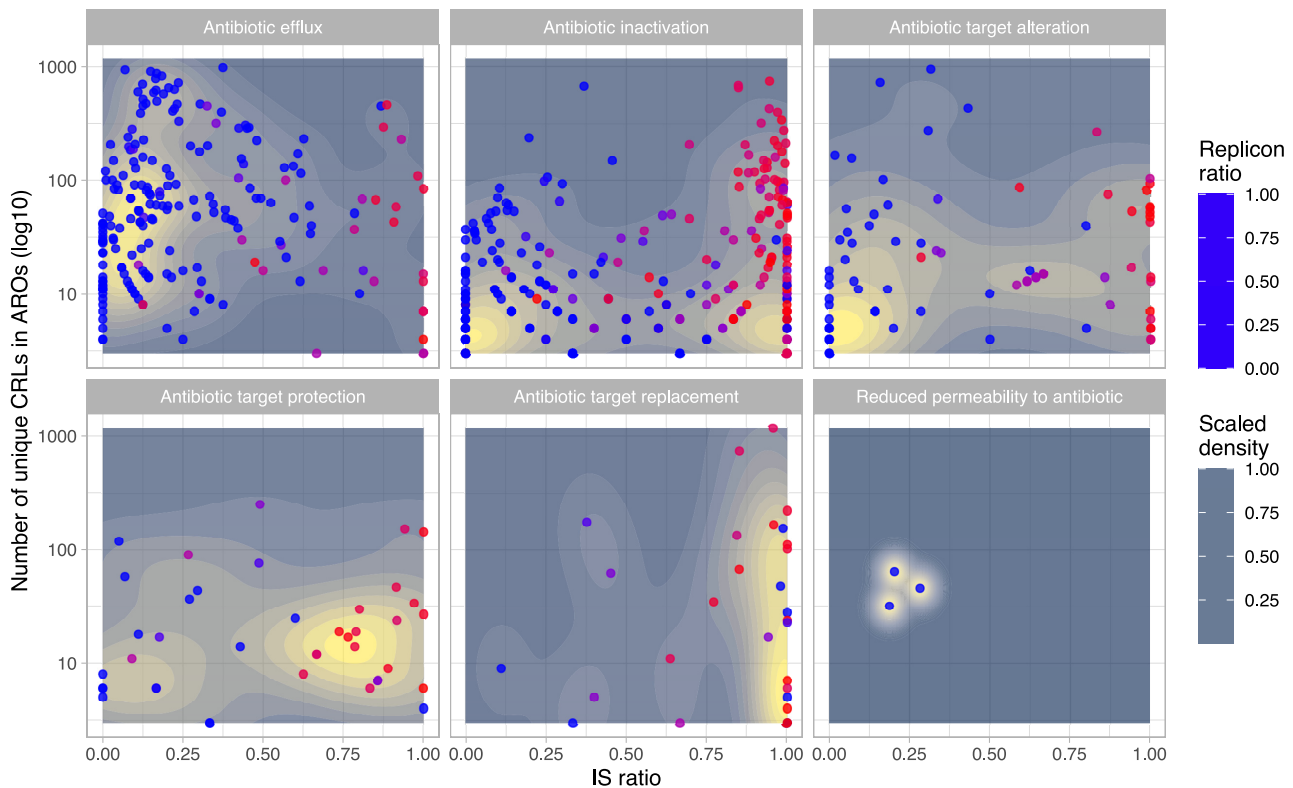 Antibiotic efflux
Antibiotic inactivation
Antibiotic target alteration
1000
100
10
Antibiotic target protection
Antibiotic target replacement
Reduced permeability to antibiotic
1000
100
10
0.00 0.25 0.50 0.75 1.00
0.00 0.25 0.50 0.75 1.00
0.00 0.25 0.50 0.75 1.00
IS ratio
Number of unique CRLs in AROs (log10)
Replicon
ratio
1.00
0.75
0.50
0.25
0.00
Scaled
density
1.00
0.75
0.50
0.25